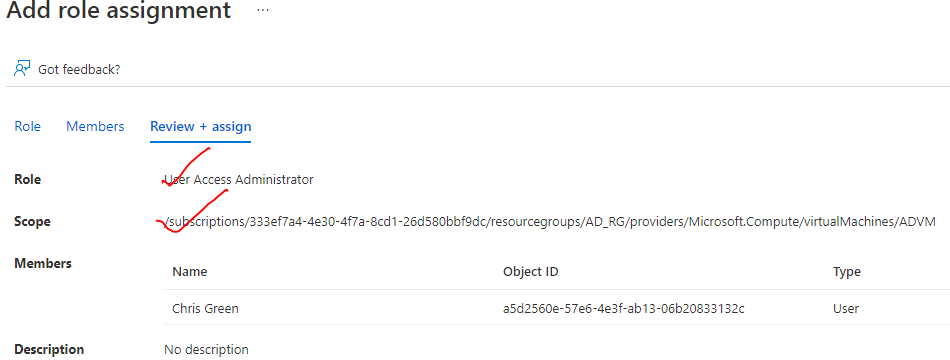 Add role assignment ...
Got feedback?
Role Members Review + assign
Role User Access Administrator
Scope /subscriptions/333ef7a4-4e30-4f7a-8cd1-26d580bbf9dc/resourcegroups/AD_RG/providers/Microsoft.Compute/virtualMachines/ADVM
Members Name Object ID Type
Chris Green a5d2560e-57e6-4e3f-ab13-06b20833132c User
Description No description